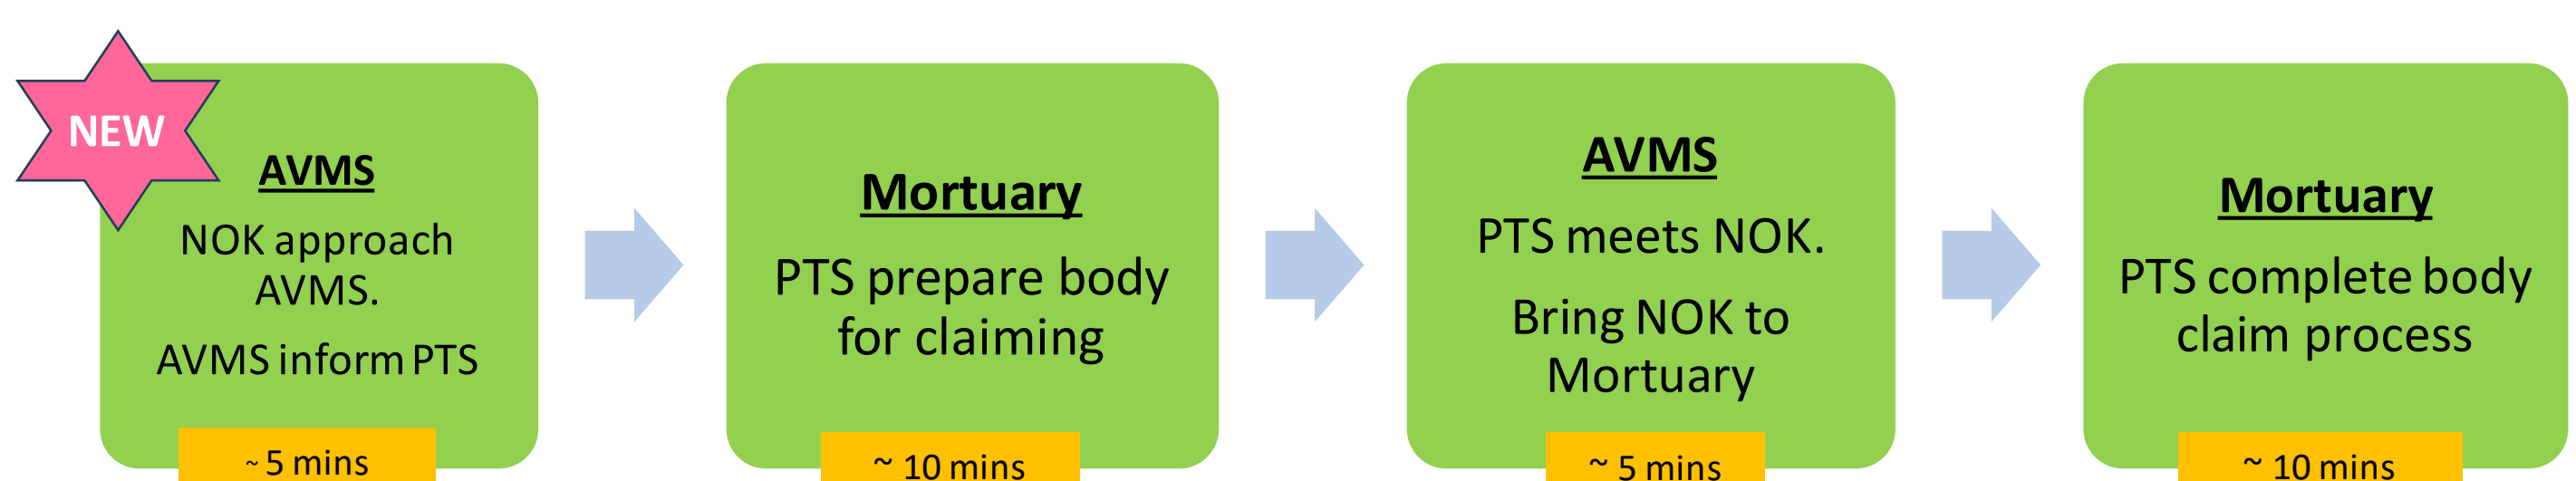 NEW
AVMS
NOK approach
AVMS.
AVMS inform PTS
~ 5 mins
Mortuary
PTS prepare body
for claiming
~ 10 mins
AVMS
PTS meets NOK.
Bring NOK to
Mortuary
~ 5 mins
Mortuary
PTS complete body
claim process
~ 10 mins